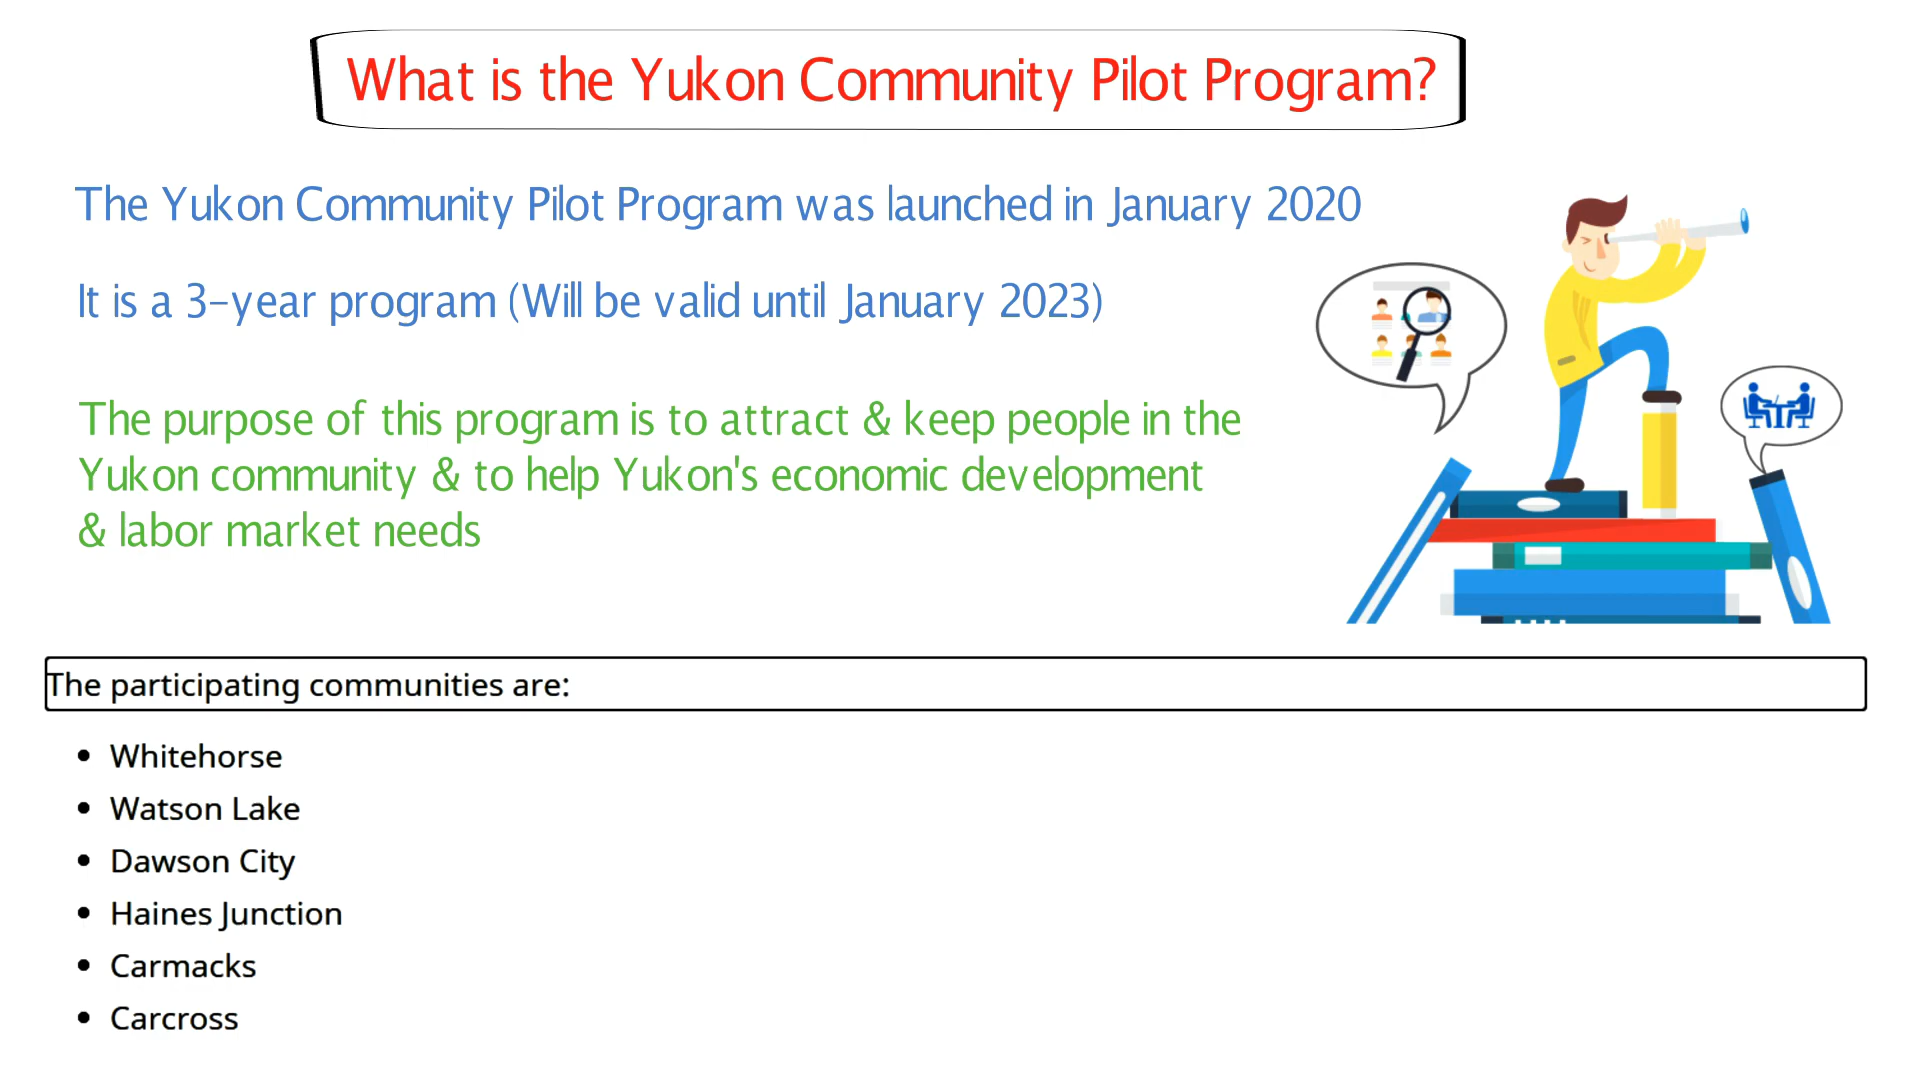 What is the Yukon Community Pilot Program?
The Yukon Community Pilot Program was launched in January 2020
It is a 3-year program (Will be valid until January 2023)
The purpose of this program is to attract & keep people in the
Yukon community & to help Yukon's economic development
& labor market needs
The participating communities are:
• Whitehorse
• Watson Lake
• Dawson City
• Haines Junction
• Carmacks
• Carcross